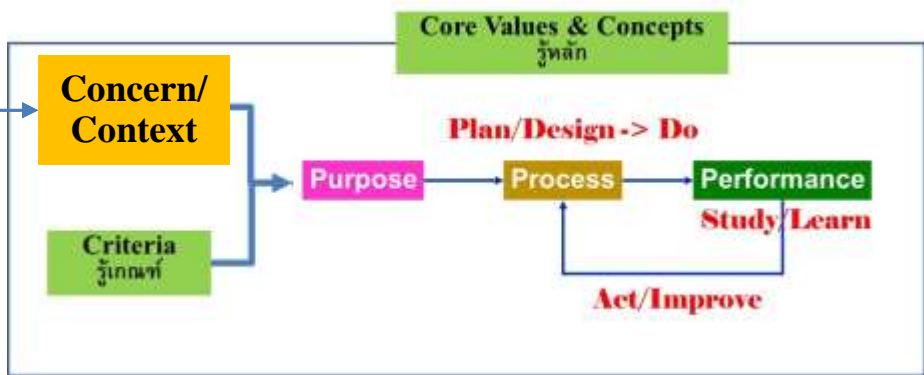 Core Values & Concepts
รู้หลัก
Concern/
Context
Plan/Design -> Do
Purpose
Process
Performance
Study/Learn
Criteria
รู้เกณฑ์
Act/Improve